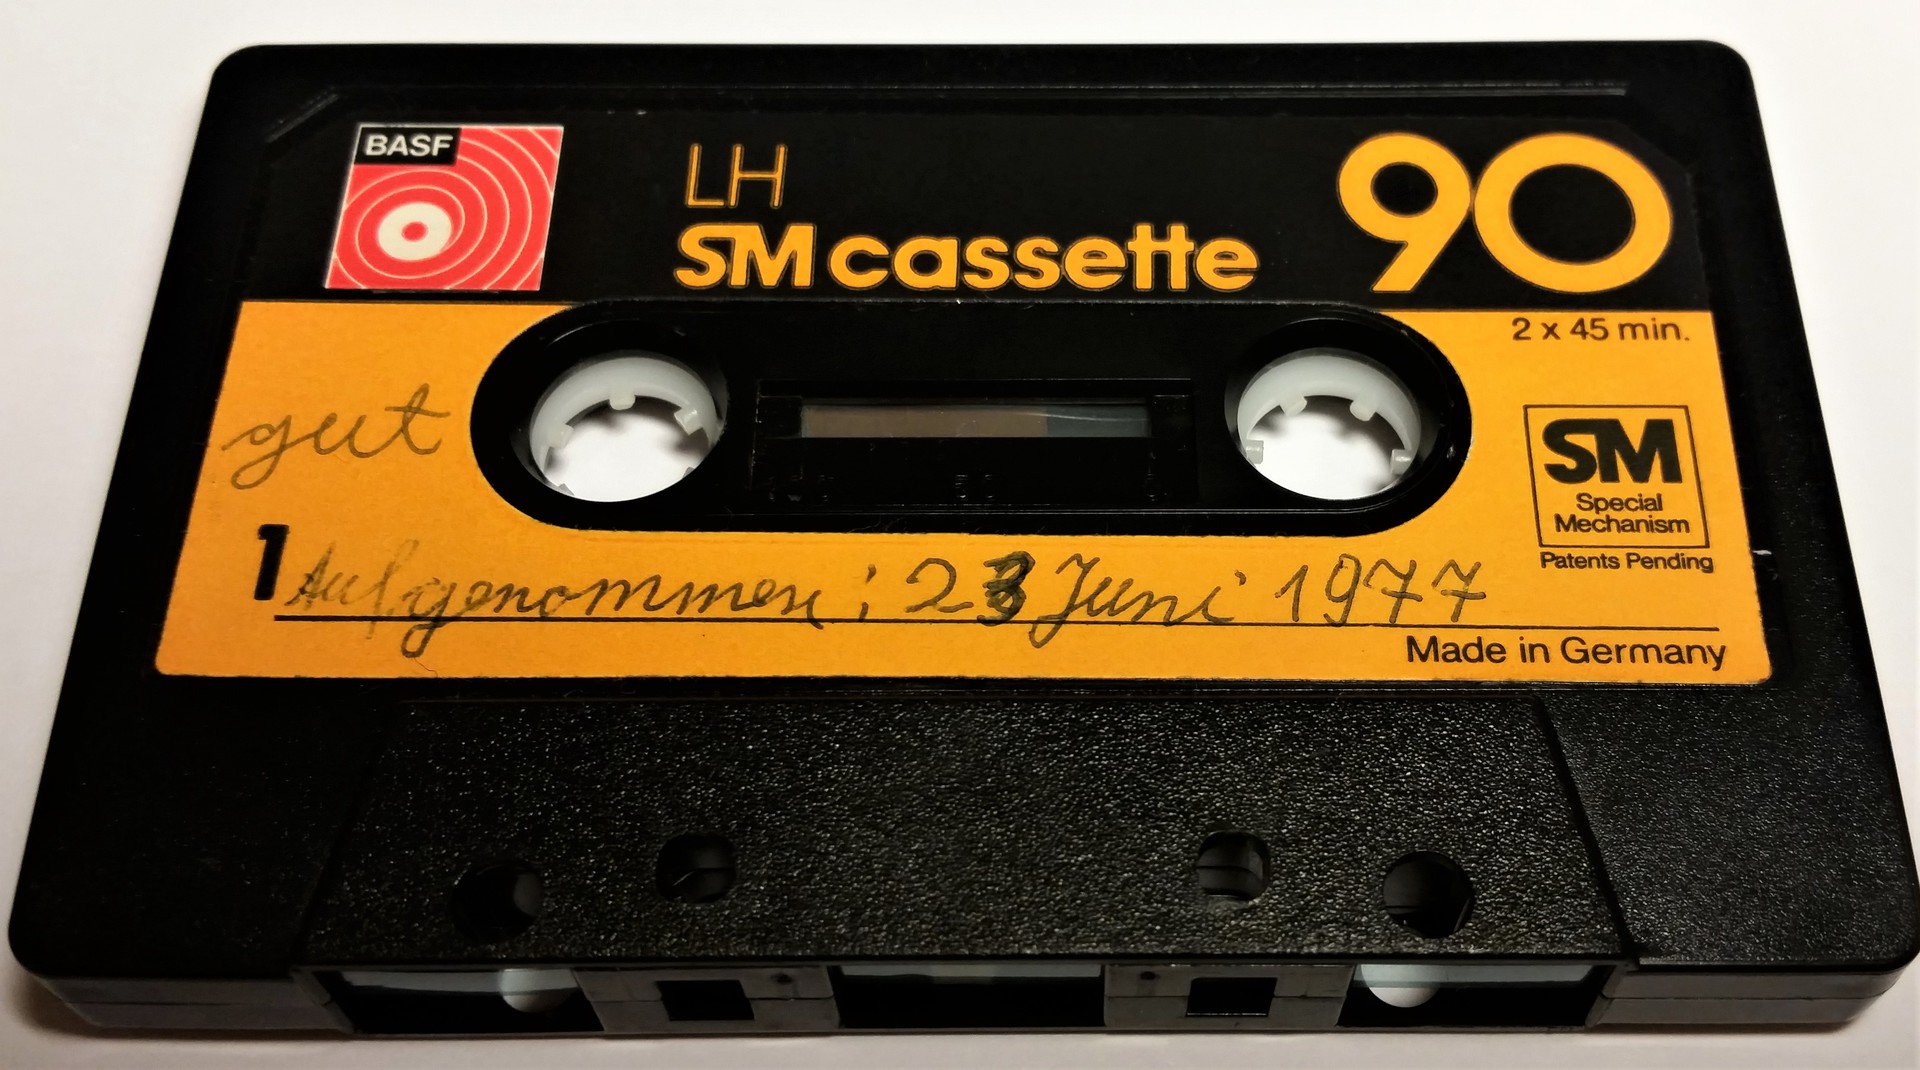 BASF
LH
SM cassette
90
2 x 45 min.
gut
SM
Special
Mechanism
Patents Pending
1 Aufgenommen: 23 Juni 1977
Made in Germany
50